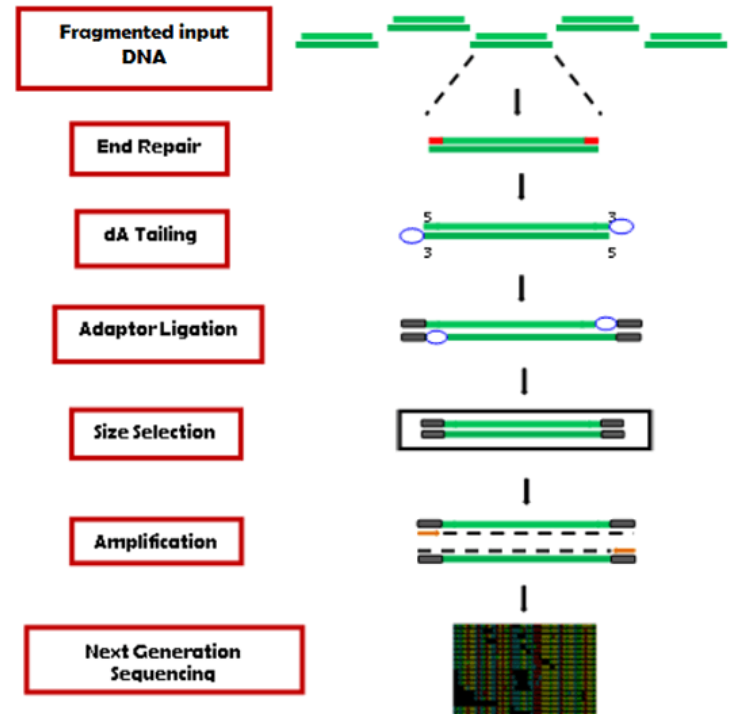 Fragmented input
DNA
End Repair
dA Tailing
5 3
3 5
Adaptor Ligation
Size Selection
Amplification
Next Generation
Sequencing